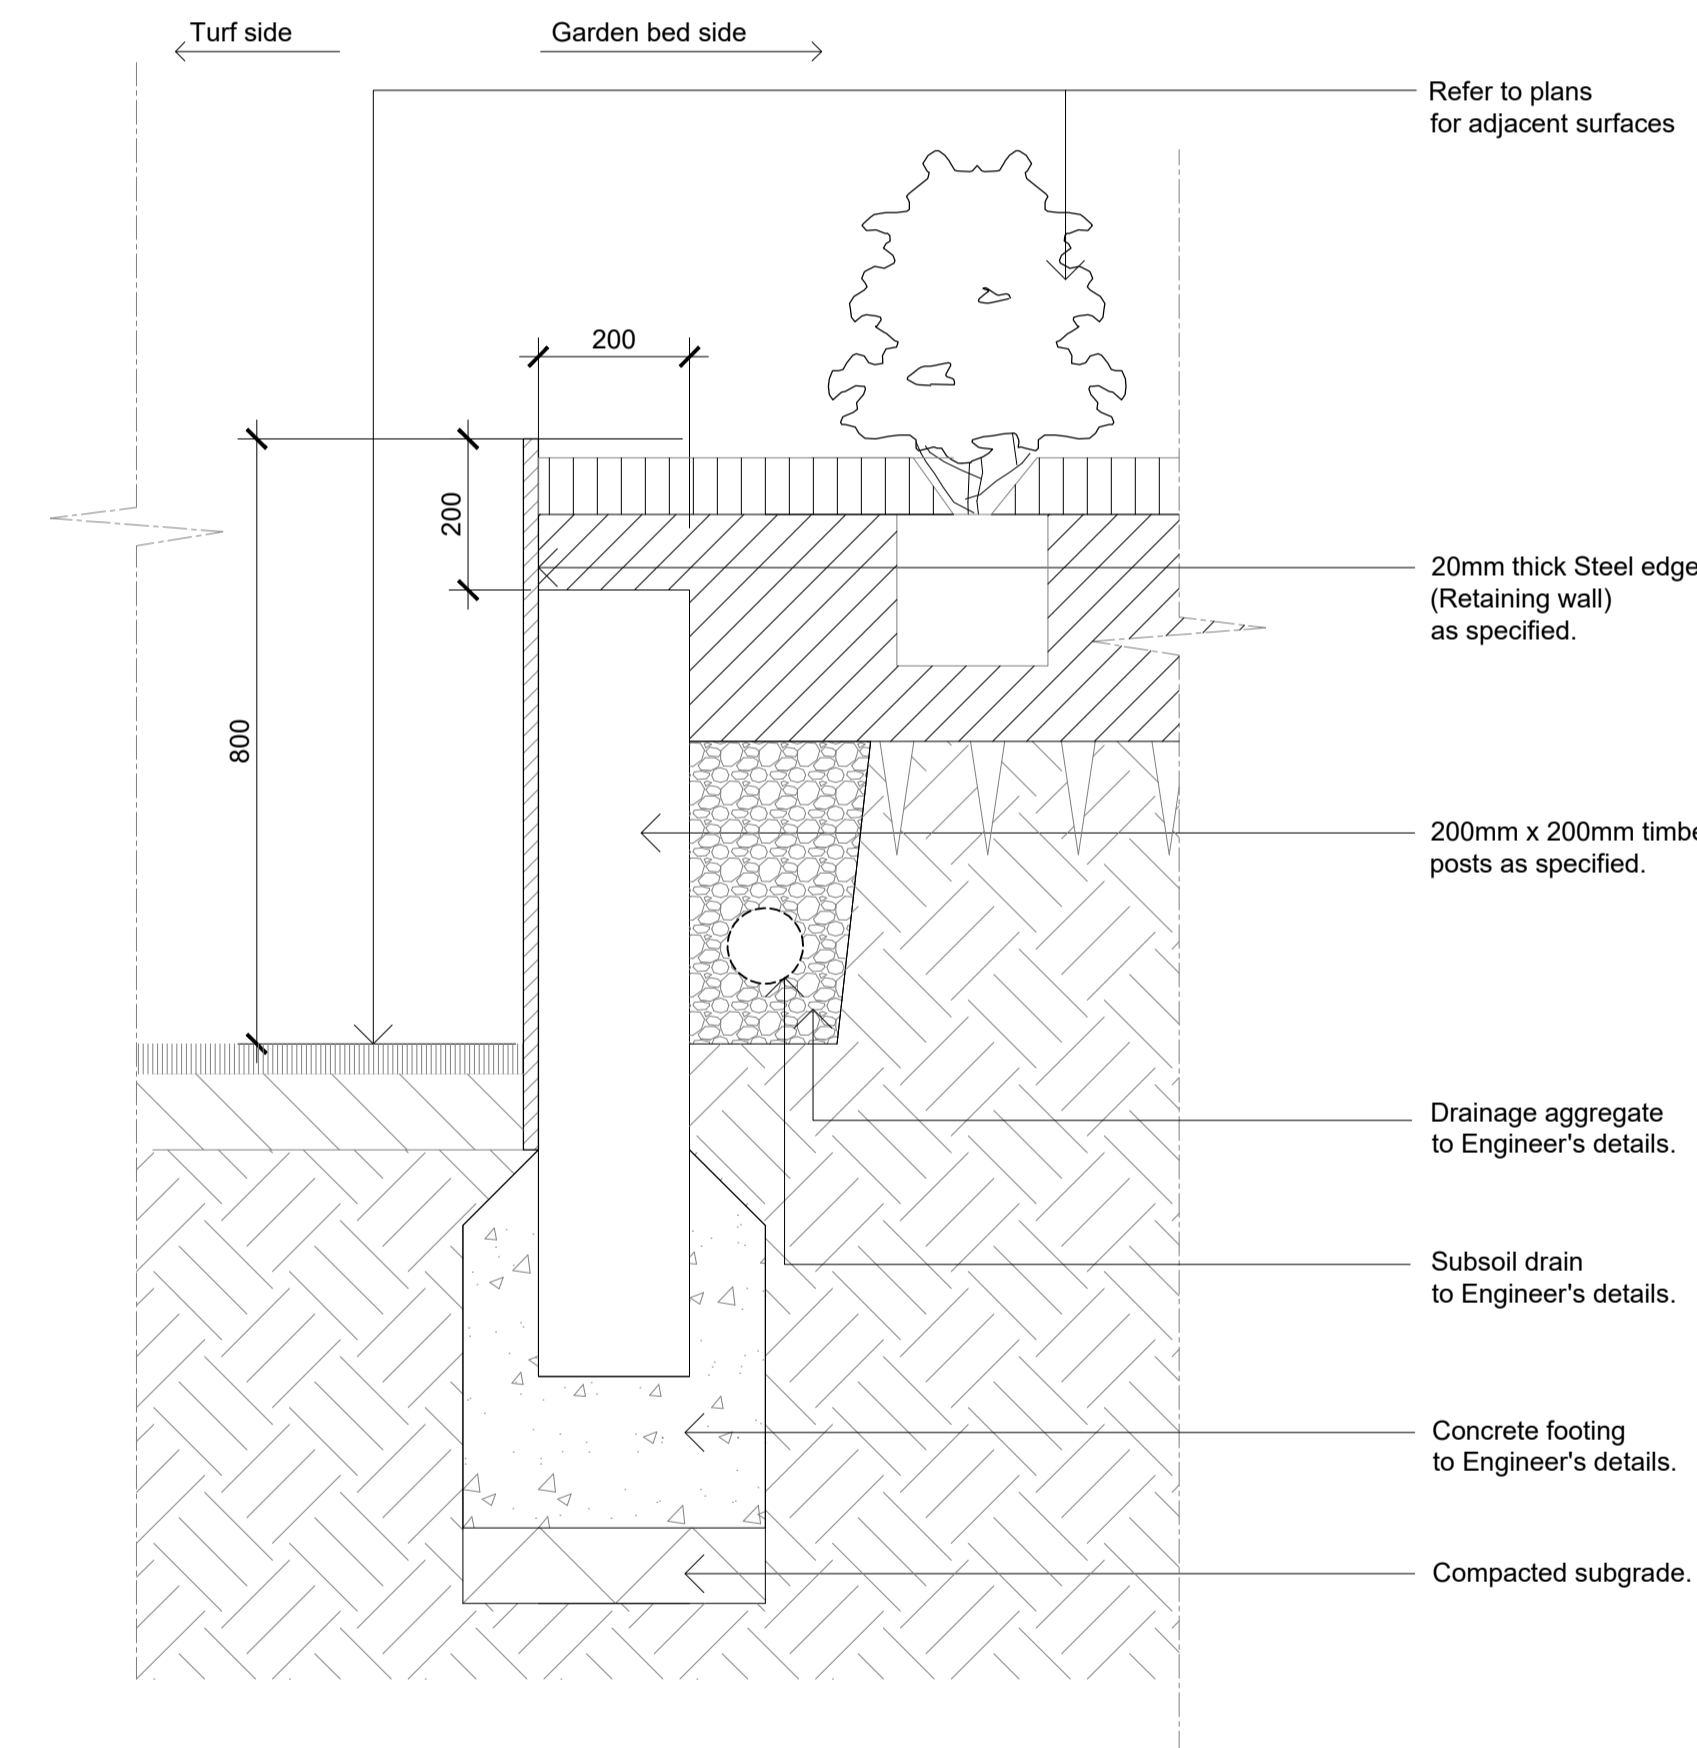 Turf side
Garden bed side
Refer to plans
for adjacent surfaces
200
200
20mm thick Steel edge
(Retaining wall)
as specified.
800
200mm x 200mm
posts as specified.
Drainage aggregate
to Engineer's details.
Subsoil drain
to Engineer's details.
Concrete footing
to Engineer's details.
Compacted subgrade.